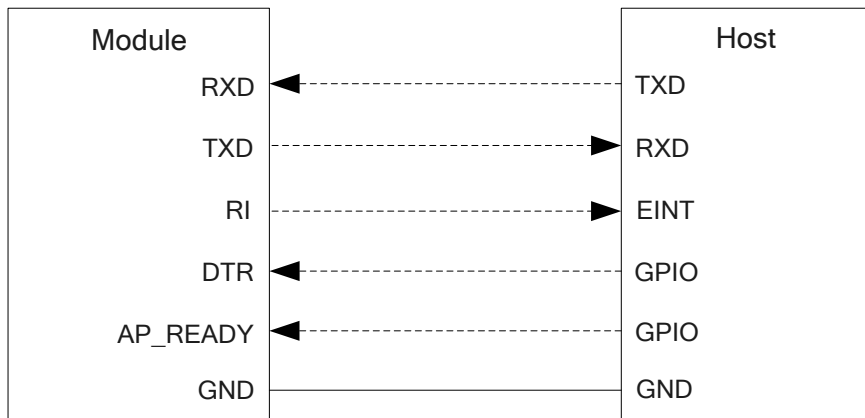 Module Host
RXD TXD
TXD RXD
RI EINT
DTR GPIO
AP_READY GPIO
GND GND